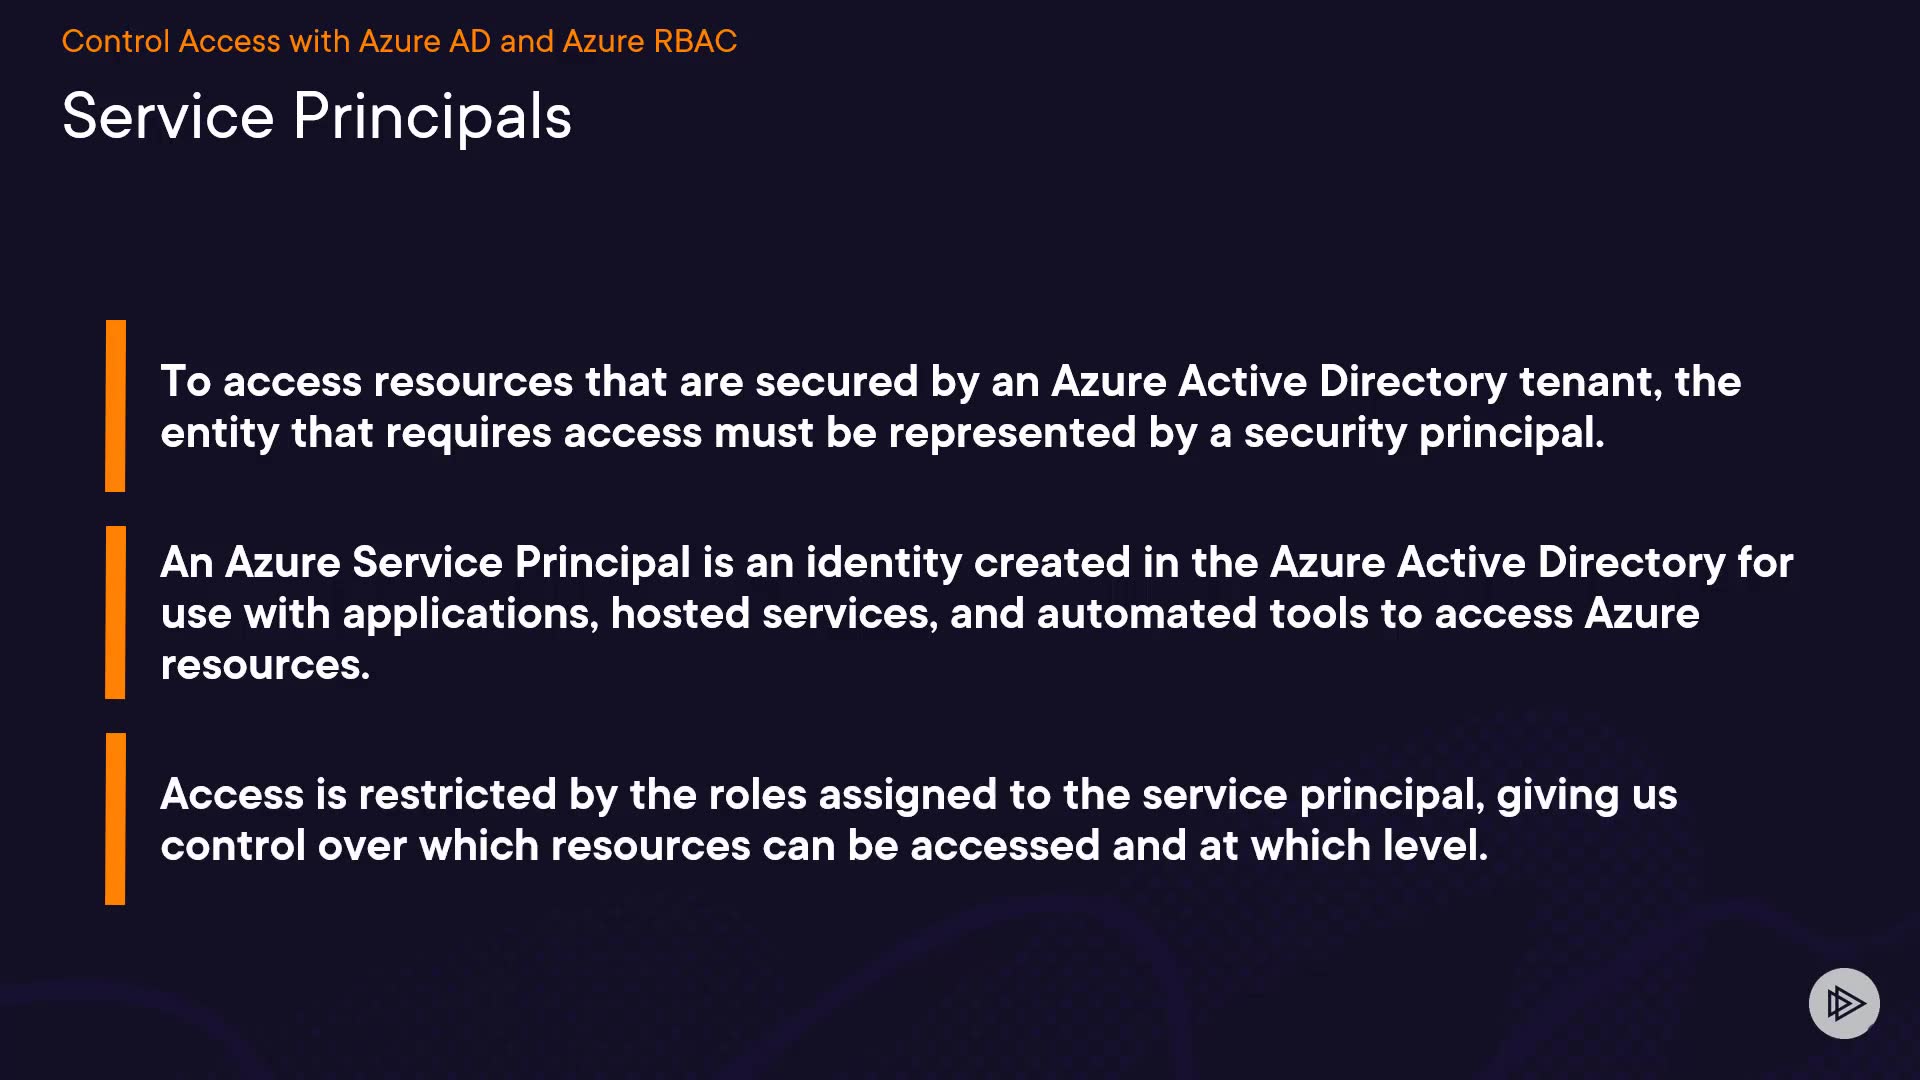 Control Access with Azure AD and Azure RBAC
Service Principals
To access resources that are secured by an Azure Active Directory tenant, the
entity that requires access must be represented by a security principal.
An Azure Service Principal is an identity created in the Azure Active Directory for
use with applications, hosted services, and automated tools to access Azure
resources.
Access is restricted by the roles assigned to the service principal, giving us
control over which resources can be accessed and at which level.